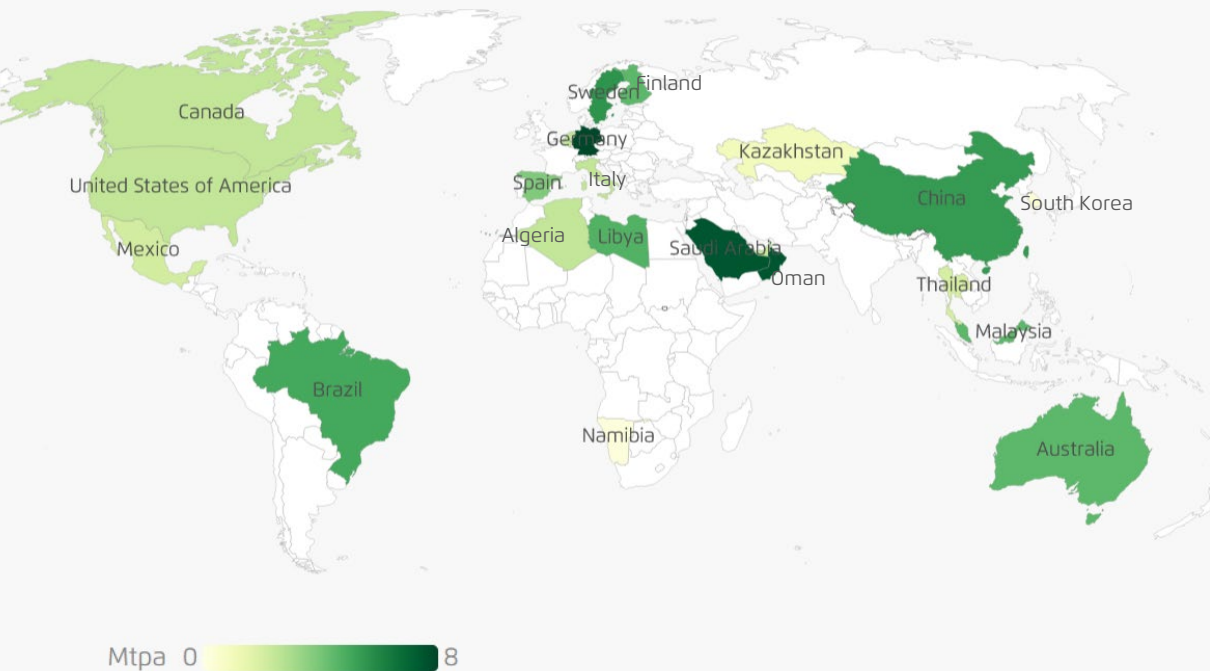 Canada
United States of America
Mexico
Brazil
Sweden
Finland
Germany
Spain
Italy
Algeria
Libya
Saudi Arabia
Oman
Namibia
Kazakhstan
China
South Korea
Thailand
Malaysia
Australia
Mtpa 0 8